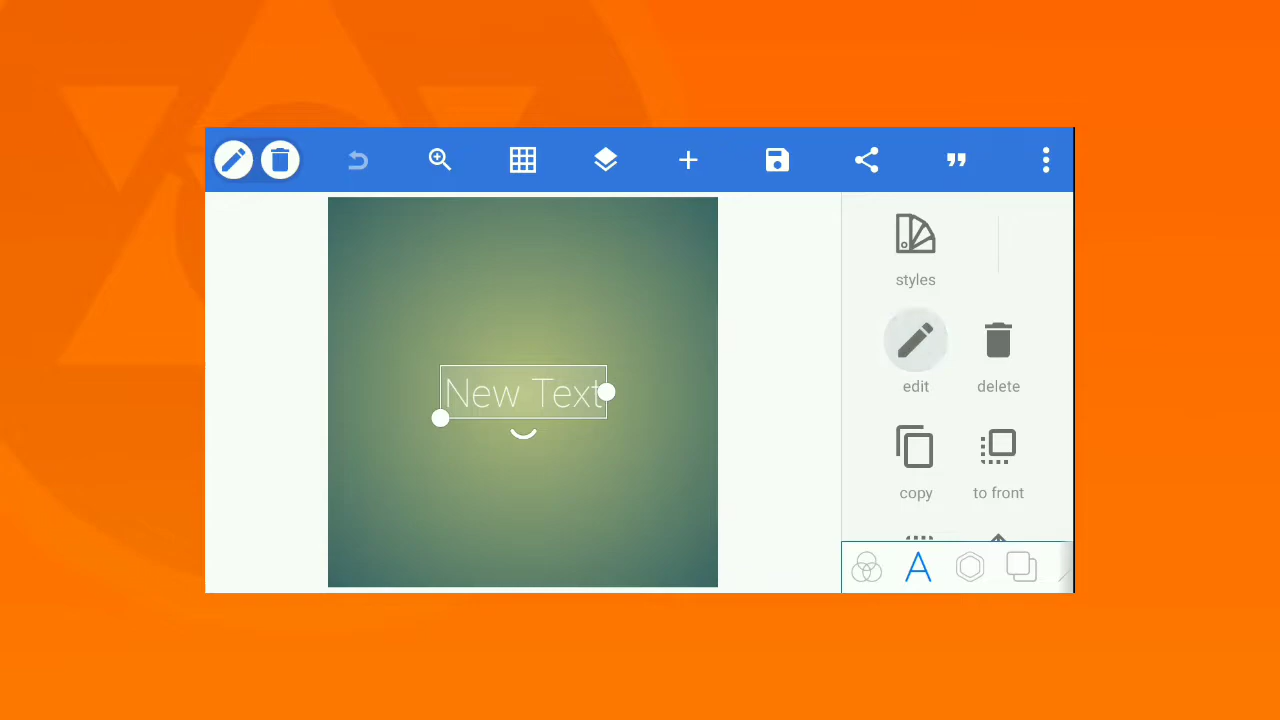 styles
New Text
edit
delete
copy
to front